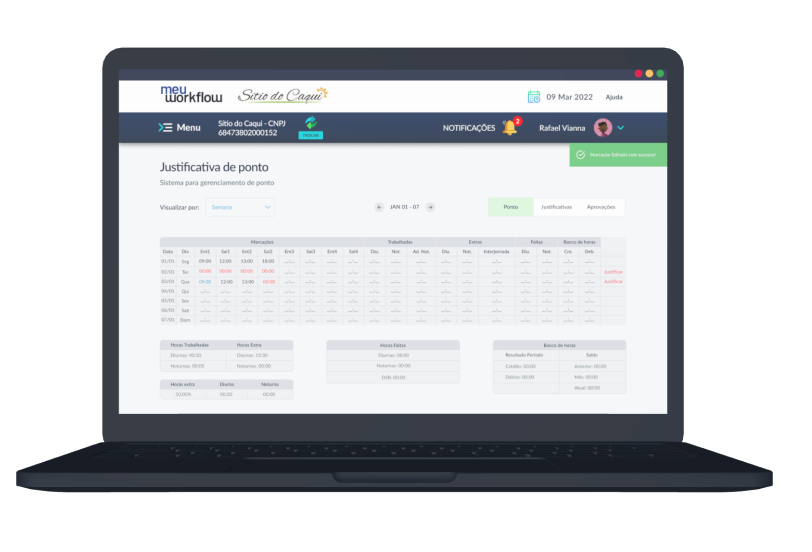 meu
workflow
Sítio do Caqui
09 Mar 2022 Ajuda
Menu
Sítio do Caqui - CNPJ
68473802000152
TROCAR
NOTIFICAÇÕES 2 Rafael Vianna
Marcação Editada com sucesso!
Justificativa de ponto
Sistema para gerenciamento de ponto
Visualizar por: Semana JAN 01 - 07 Ponto Justificativas Aprovações
Marcações Trabalhadas Extras Faltas Banco de horas
Data Dia Ent1 Sai1 Ent2 Sai2 Ent3 Sai3 Ent4 Sai4 Diu. Not. Ad. Not. Diu. Not. Interjornada Diu. Not. Cre. Deb.
01/01 Seg 09:00 12:00 13:00 18:00 --/-- --/-- --/-- --/-- --/-- --/-- --/-- --/-- --/-- --/-- --/-- --/-- --/-- --/--
02/01 Ter 00:00 00:00 00:00 00:00 --/-- --/-- --/-- --/-- --/-- --/-- --/-- --/-- --/-- --/-- --/-- --/-- --/-- --/-- Justificar
03/01 Qua 09:00 12:00 13:00 00:00 --/-- --/-- --/-- --/-- --/-- --/-- --/-- --/-- --/-- --/-- --/-- --/-- --/-- --/-- Justificar
04/01 Qui --/-- --/-- --/-- --/-- --/-- --/-- --/-- --/-- --/-- --/-- --/-- --/-- --/-- --/-- --/-- --/-- --/-- --/--
05/01 Sex --/-- --/-- --/-- --/-- --/-- --/-- --/-- --/-- --/-- --/-- --/-- --/-- --/-- --/-- --/-- --/-- --/-- --/--
06/01 Sáb --/-- --/-- --/-- --/-- --/-- --/-- --/-- --/-- --/-- --/-- --/-- --/-- --/-- --/-- --/-- --/-- --/-- --/--
07/01 Dom --/-- --/-- --/-- --/-- --/-- --/-- --/-- --/-- --/-- --/-- --/-- --/-- --/-- --/-- --/-- --/-- --/-- --/--
Horas Trabalhadas Horas Extra
Diurnas: 40:30 Diurnas: 10:30
Noturnas: 00:00 Noturnas: 00:00
Horas extra Diurno Noturno
50.00% 00:00 00:00
Horas Faltas
Diurnas: 08:00
Noturnas: 00:00
DSR: 00:00
Banco de horas
Resultado Período Saldo
Crédito: 00:00 Anterior: 00:00
Débito: 00:00 Mês: 00:00
Atual: 00:00